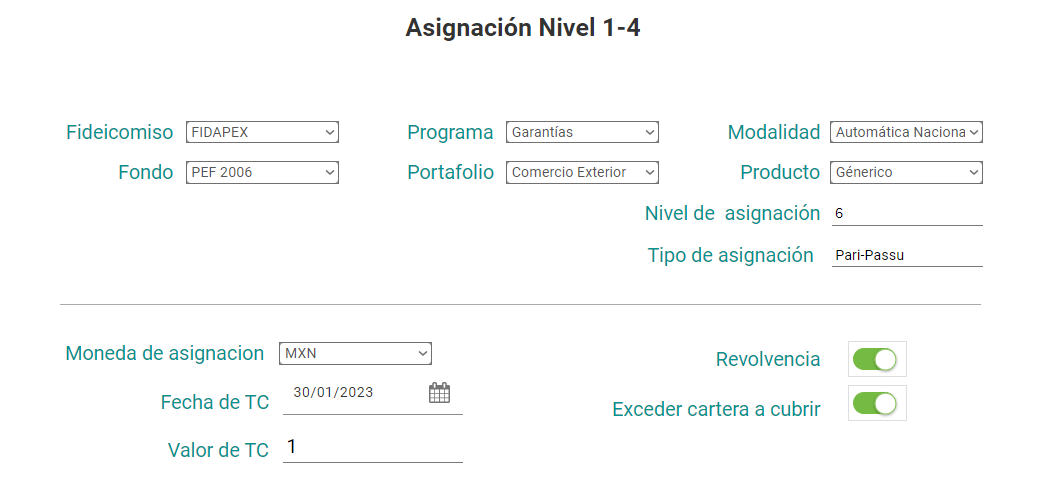 Asignación Nivel 1-4
Fideicomiso FIDAPEX Programa Garantías Modalidad Automática Naciona
Fondo PEF 2006 Portafolio Comercio Exterior Producto Génerico
Nivel de asignación 6
Tipo de asignación Pari-Passu
Moneda de asignacion MXN Revolvencia
Fecha de TC 30/01/2023 Exceder cartera a cubrir
Valor de TC 1